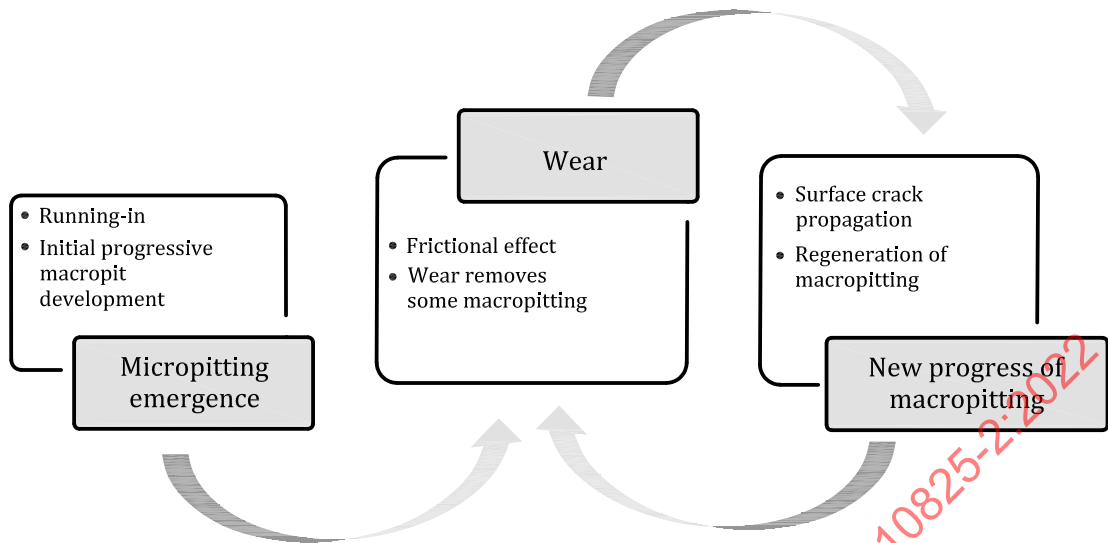 Running-in
Initial progressive
macropit
development
Micropitting
emergence
Wear
Frictional effect
Wear removes
some macropitting
Surface crack
propagation
Regeneration of
macropitting
New progress of
macropitting
10825-2:2022